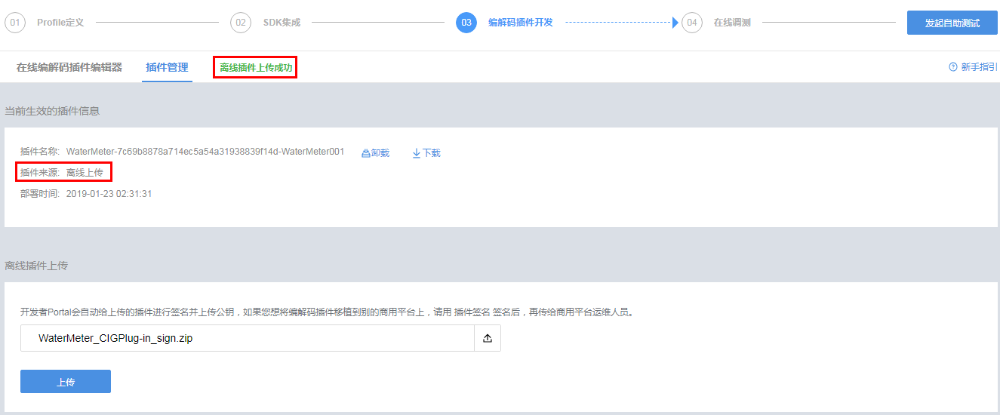 01 Profile定义 02 SDK集成 03 编解码插件开发 04 在线调测 发起自助测试
在线编解码插件编辑器 插件管理 离线插件上传成功 新手指引
当前生效的插件信息
插件名称: WaterMeter-7c69b8878a714ec5a54a31938839f14d-WaterMeter001 卸载 下载
插件来源: 离线上传
部署时间: 2019-01-23 02:31:31
离线插件上传
开发者Portal会自动给上传的插件进行签名并上传公钥，如果您想将编解码插件移植到别的商用平台上，请用 插件签名 签名后，再传给商用平台运维人员。
WaterMeter_CIGPlug-in_sign.zip
上传